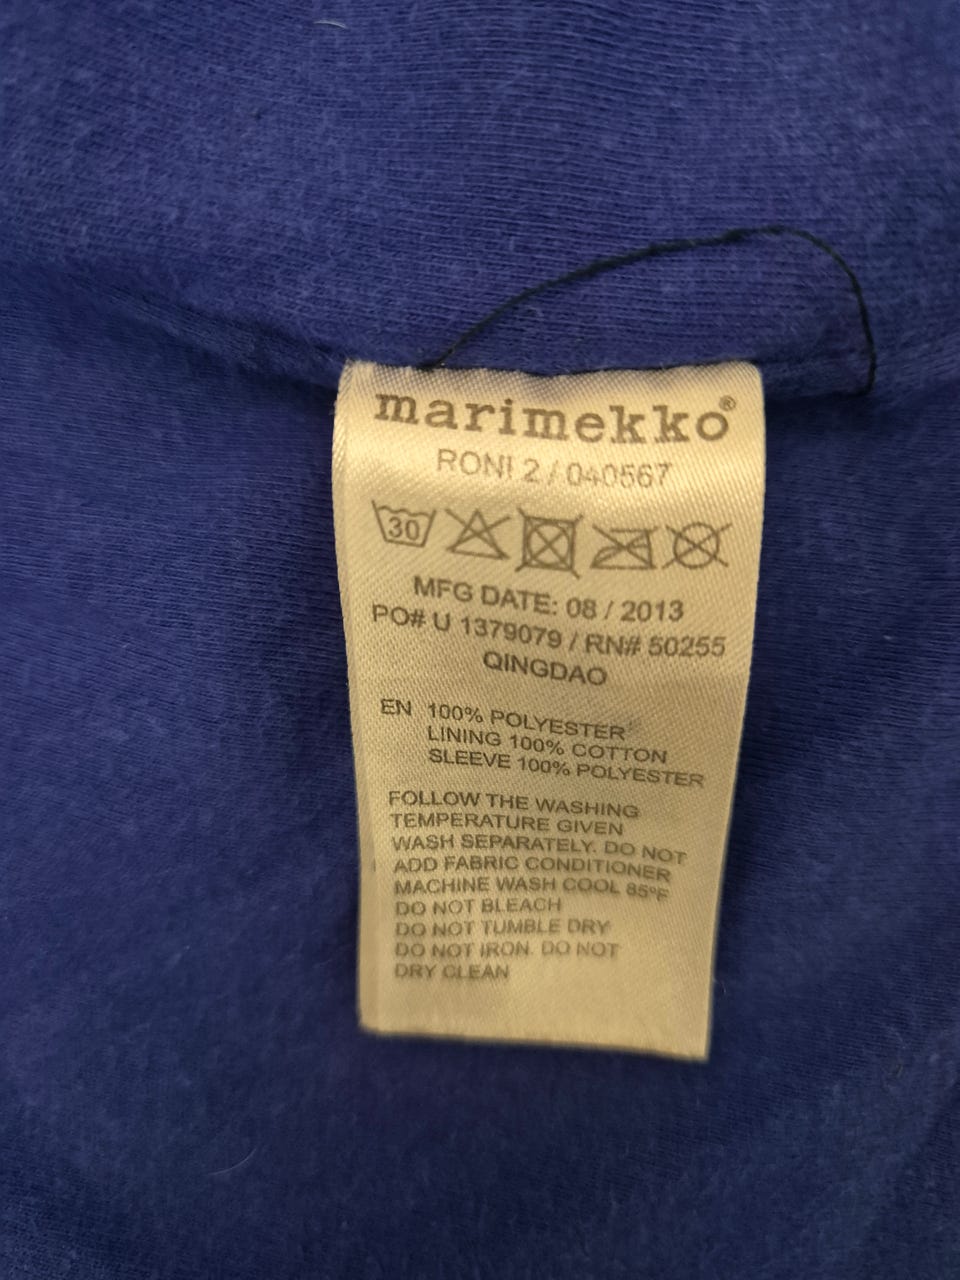 marimekko®
RONI 2 / 040567
30
MFG DATE: 08 / 2013
PO# U 1379079 / RN# 50255
QINGDAO
EN 100% POLYESTER
LINING 100% COTTON
SLEEVE 100% POLYESTER
FOLLOW THE WASHING
TEMPERATURE GIVEN
WASH SEPARATELY. DO NOT
ADD FABRIC CONDITIONER
MACHINE WASH COOL 85ºF
DO NOT BLEACH
DO NOT TUMBLE DRY
DO NOT IRON. DO NOT
DRY CLEAN